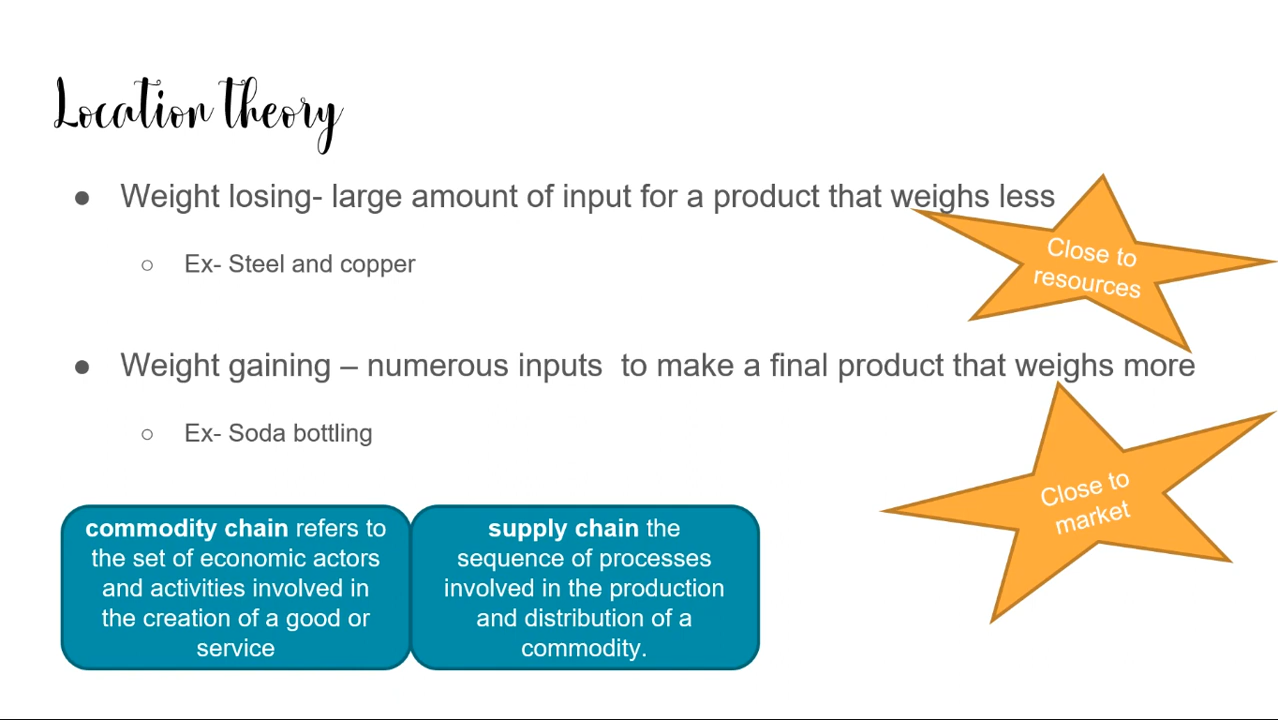 Location theory
● Weight losing- large amount of input for a product that weighs less
○ Ex- Steel and copper
Close to
resources
● Weight gaining – numerous inputs  to make a final product that weighs more
○ Ex- Soda bottling
Close to
market
commodity chain refers to
the set of economic actors
and activities involved in
the creation of a good or
service
supply chain the
sequence of processes
involved in the production
and distribution of a
commodity.